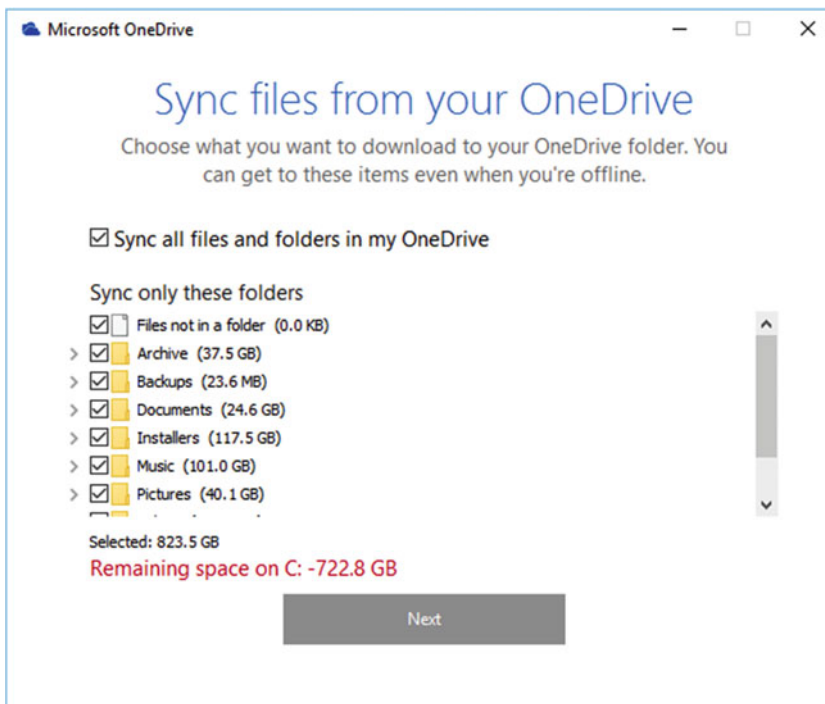 Microsoft OneDrive
Sync files from your OneDrive
Choose what you want to download to your OneDrive folder. You
can get to these items even when you're offline.
Sync all files and folders in my OneDrive
Sync only these folders
Files not in a folder (0.0 KB)
Archive (37.5 GB)
Backups (23.6 MB)
Documents (24.6 GB)
Installers (117.5 GB)
Music (101.0 GB)
Pictures (40.1 GB)
Selected: 823.5 GB
Remaining space on C: -722.8 GB
Next